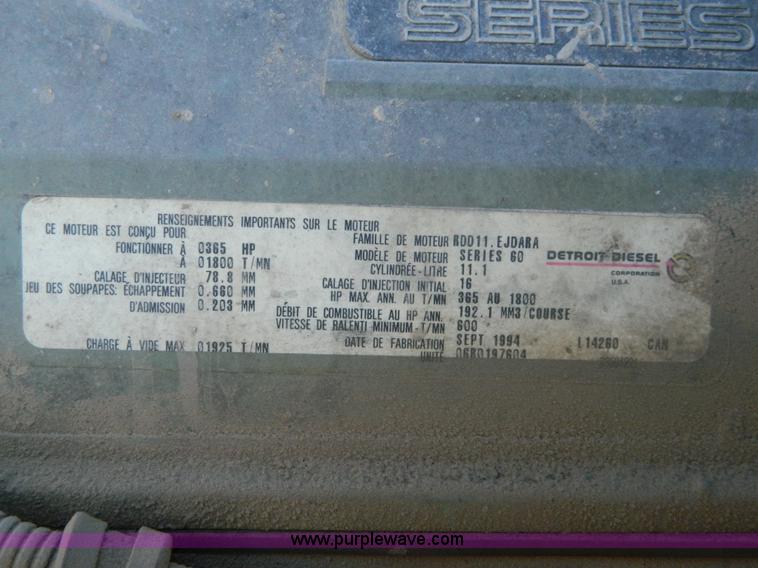 SERIES
RENSEIGNEMENTS IMPORTANTS SUR LE MOTEUR
CE MOTEUR EST CONÇU POUR
FONCTIONNER À 0365 HP
À 01800 T/MN
CALAGE D'INJECTEUR 78.8 MM
JEU DES SOUPAPES: ÉCHAPPEMENT 0.660 MM
D'ADMISSION 0.203 MM
CHARGE À VIDE MAX 01925 T/MN
FAMILLE DE MOTEUR RDD11.EJDARA
MODÈLE DE MOTEUR SERIES 60
CYLINDRÉE-LITRE 11.1
CALAGE D'INJECTION INITIAL 16
HP MAX. ANN. AU T/MN 365 AU 1800
DÉBIT DE COMBUSTIBLE AU HP ANN. 192.1 MM3/COURSE
VITESSE DE RALENTI MINIMUM-T/MN 600
DATE DE FABRICATION SEPT 1994 L14260 CAN
UNITÉ 06R0197604
DETROIT DIESEL
CORPORATION
U.S.A.
www.purplewave.com